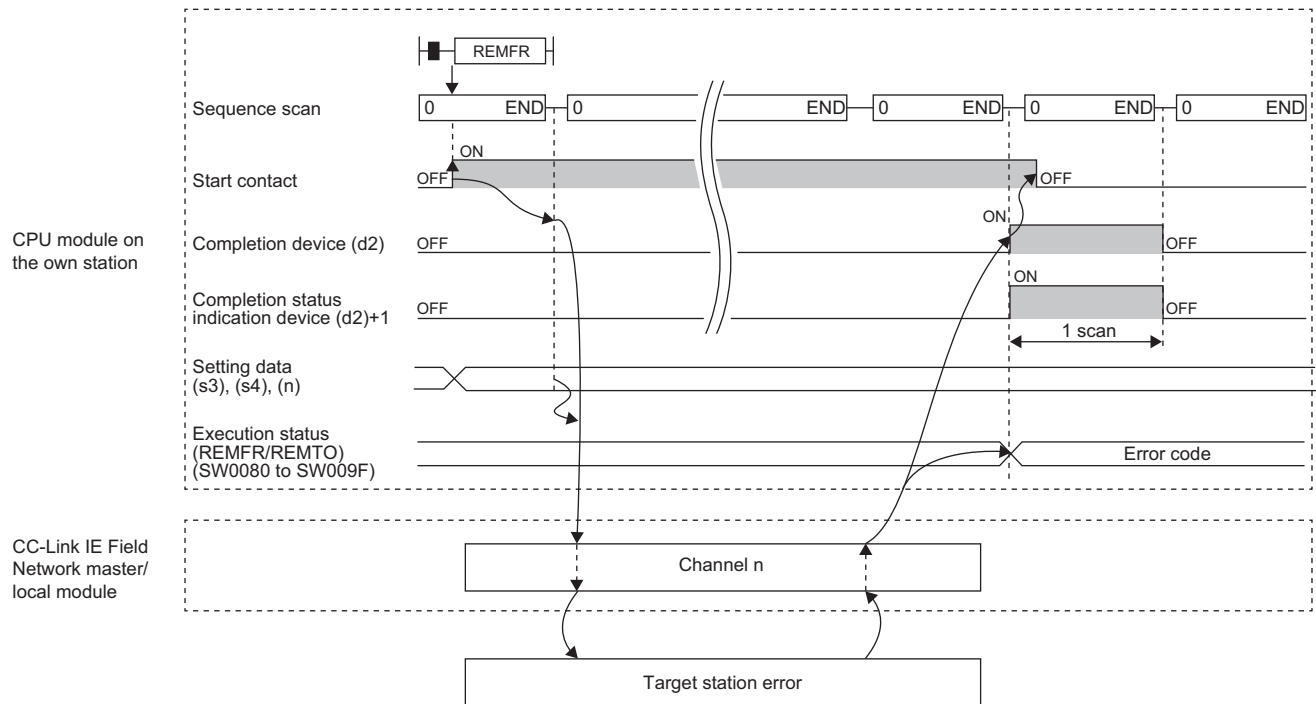 REMFR
Sequence scan
0 END 0 END 0 END 0 END 0 END
ON
Start contact
OFF OFF
ON
CPU module on
the own station
Completion device (d2)
OFF OFF
ON
Completion status
indication device (d2)+1
OFF OFF
1 scan
Setting data
(s3), (s4), (n)
Execution status
(REMFR/REMTO)
(SW0080 to SW009F)
Error code
CC-Link IE Field
Network master/
local module
Channel n
Target station error